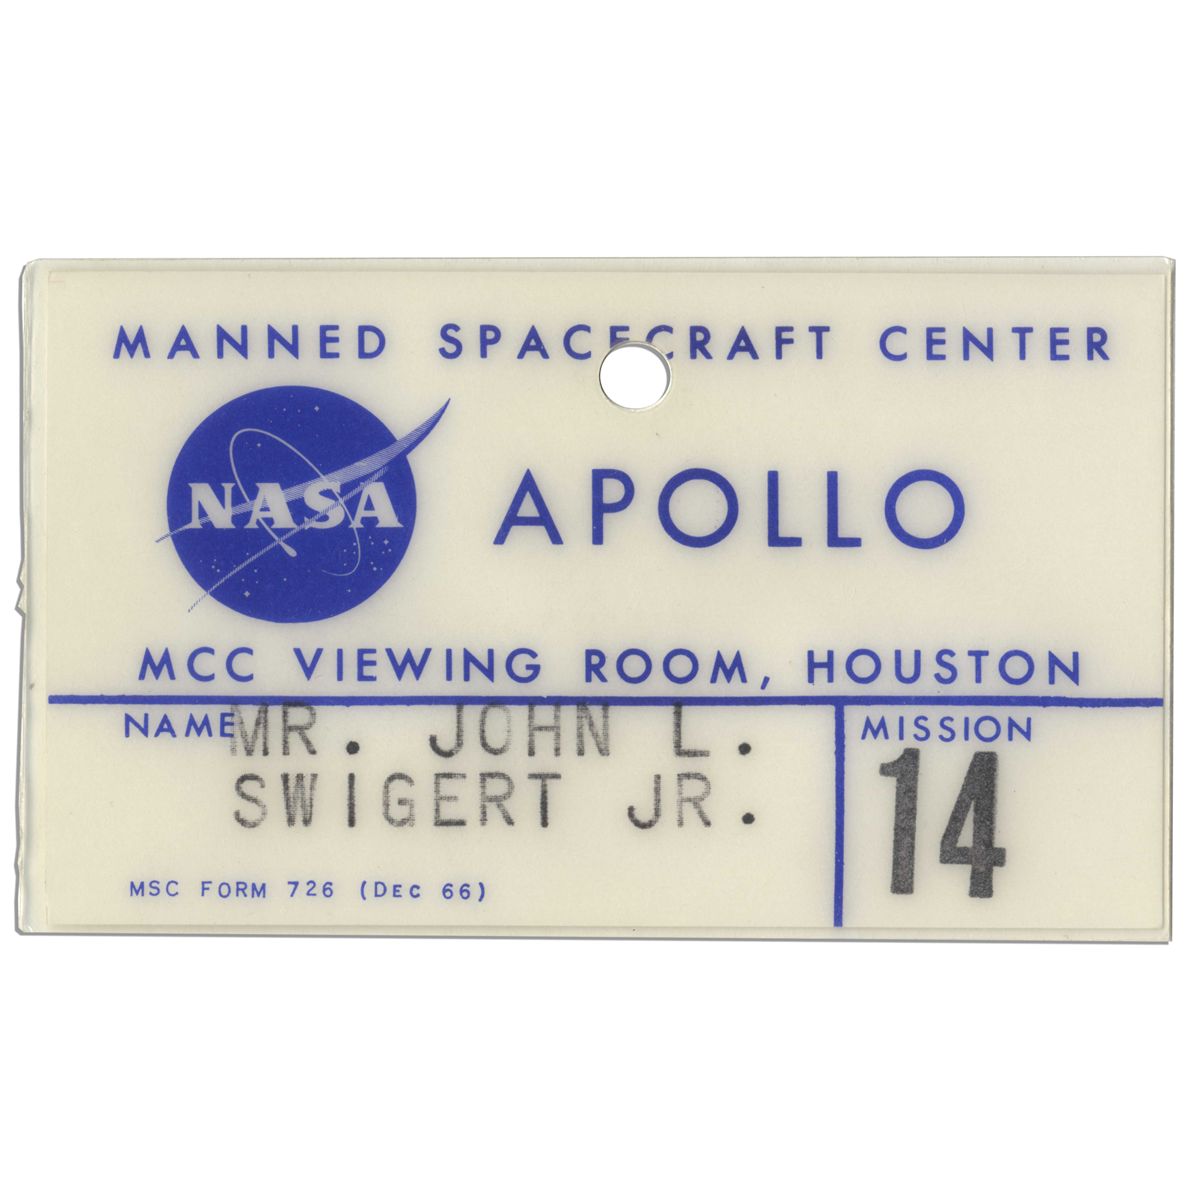 MANNED SPACECRAFT CENTER
NASA
APOLLO
MCC VIEWING ROOM, HOUSTON
NAME MR. JOHN L.
SWIGERT JR.
MISSION
14
MSC FORM 726 (DEC 66)